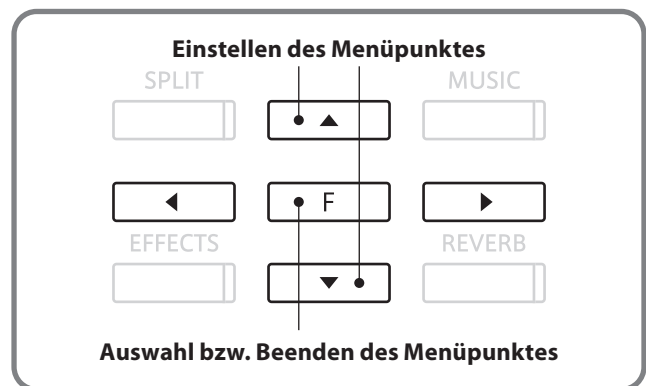 Einstellen des Menüpunktes
SPLIT MUSIC
F
EFFECTS REVERB
Auswahl bzw. Beenden des Menüpunktes